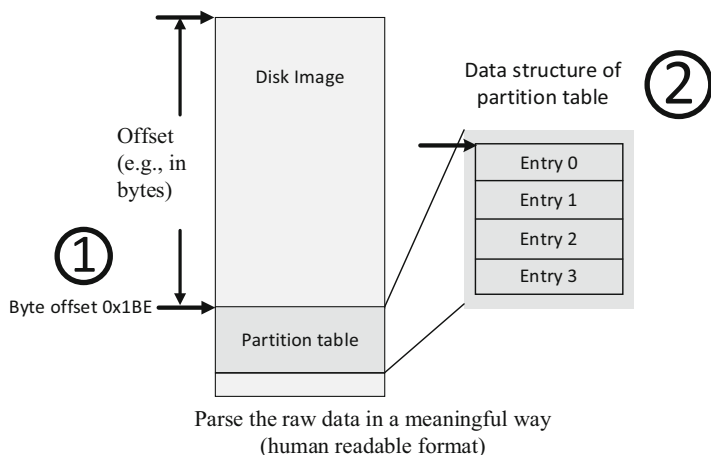 Disk Image
Offset
(e.g., in
bytes)
①
Byte offset 0x1BE
Partition table
Data structure of
partition table
②
Entry 0
Entry 1
Entry 2
Entry 3
Parse the raw data in a meaningful way
(human readable format)